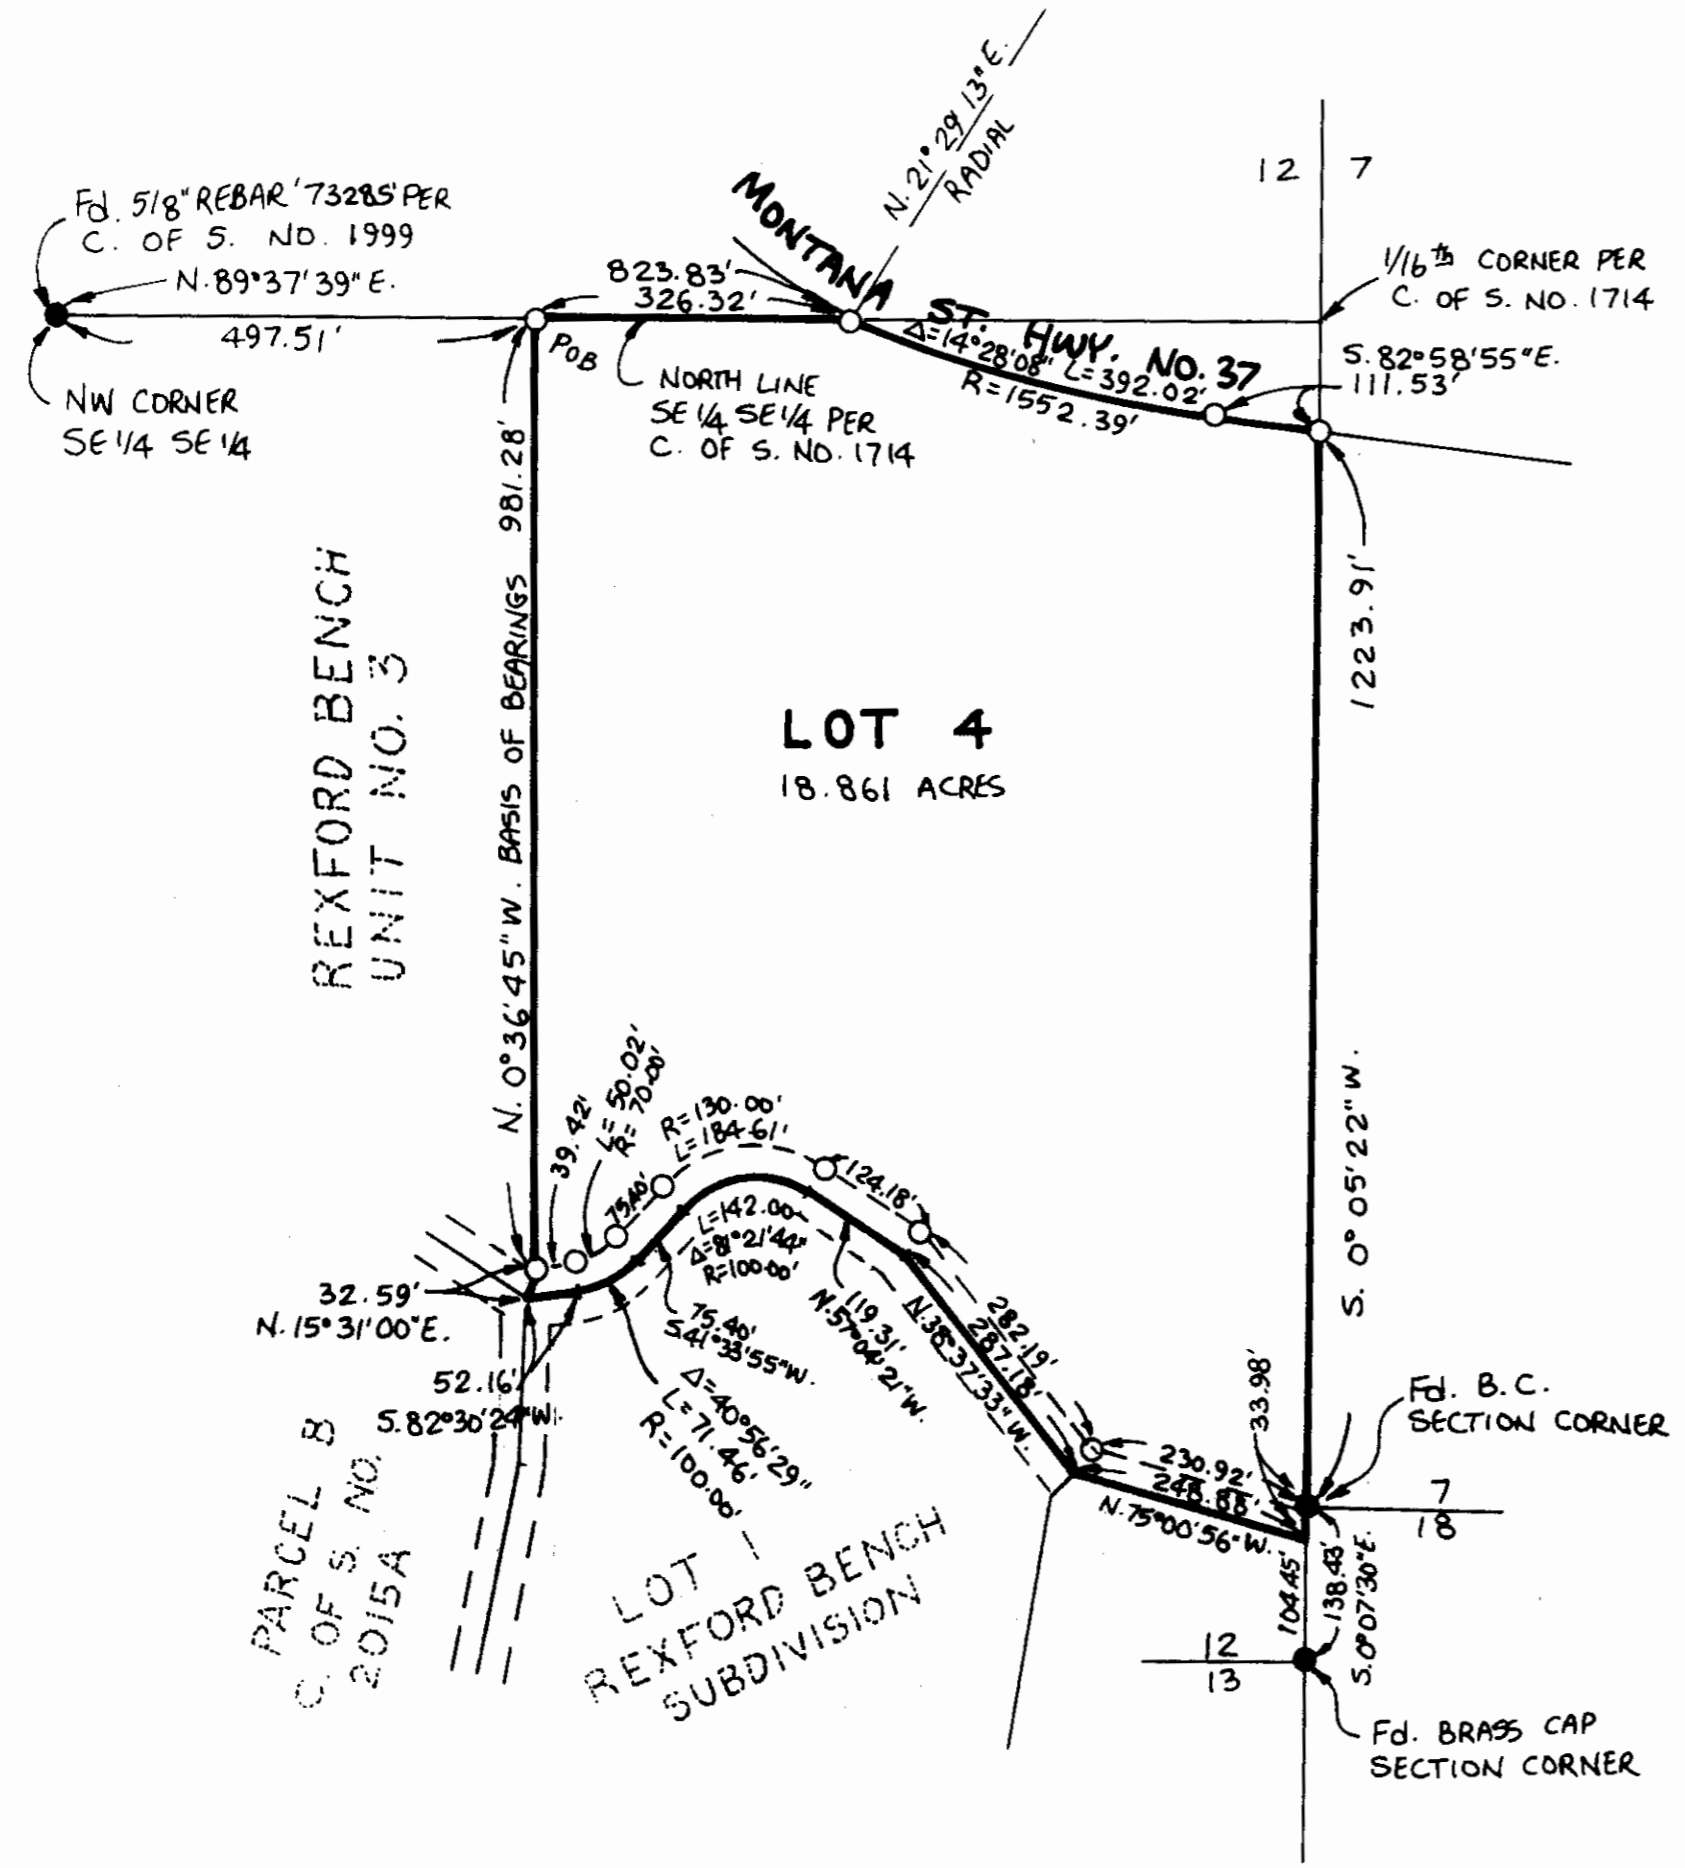 N. 21° 29' 13" E.
RADIAL
12 7
Fd. 5/8" REBAR '7328S' PER
C. OF S. NO. 1999
N. 89°37'39" E.
497.51'
NW CORNER
SE 1/4 SE 1/4
823.83'
326.32'
POB
NORTH LINE
SE 1/4 SE 1/4 PER
C. OF S. NO. 1714
MONTANA ST. HWY. NO. 37
Δ=14°28'08" L=392.02'
R=1552.39'
1/16th CORNER PER
C. OF S. NO. 1714
S. 82°58'55" E.
111.53'
REXFORD BENCH
UNIT NO. 3
N. 0°36'45" W. BASIS OF BEARINGS 981.28'
LOT 4
18.861 ACRES
1223.91'
S. 0°05'22" W.
39.42'
L=50.02'
R=70.00'
75.40'
R=130.00'
L=184.61'
124.18'
L=142.00
Δ=81°21'44"
R=100.00'
32.59'
N. 15°31'00" E.
52.16'
S. 82°30'24" W.
75.40'
S. 41°33'55" W.
Δ=40°56'29"
L=71.46'
R=100.00'
119.31'
N. 57°04'21" W.
282.19'
287.18'
N. 38°37'33" W.
230.92'
248.88'
N. 75°00'56" W.
33.98'
Fd. B.C.
SECTION CORNER
7
18
104.45'
138.43'
S. 0°07'30" E.
12
13
Fd. BRASS CAP
SECTION CORNER
PARCEL 8
C. OF S. NO.
2015A
LOT 1
REXFORD BENCH
SUBDIVISION